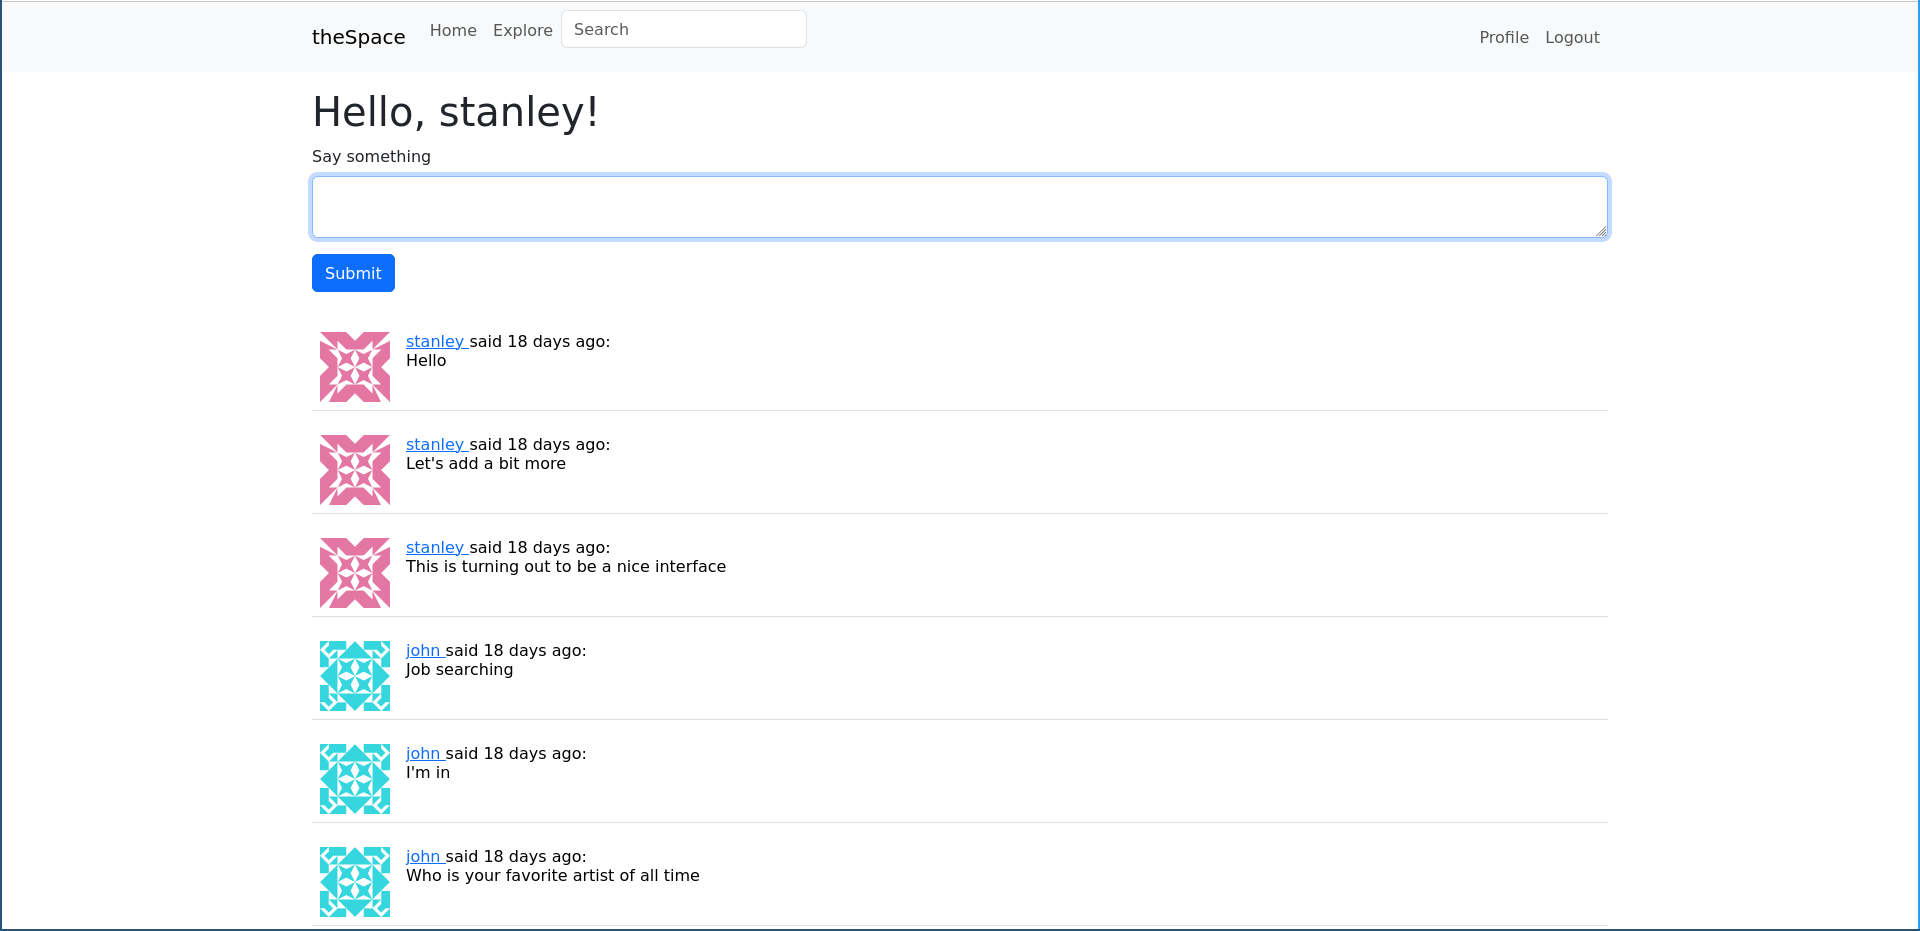 theSpace Home Explore Search Profile Logout
Hello, stanley!
Say something
Submit
stanley said 18 days ago:
Hello
stanley said 18 days ago:
Let's add a bit more
stanley said 18 days ago:
This is turning out to be a nice interface
john said 18 days ago:
Job searching
john said 18 days ago:
I'm in
john said 18 days ago:
Who is your favorite artist of all time